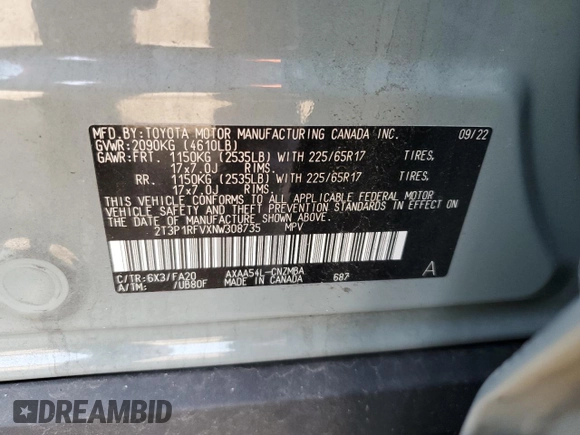 MFD. BY: TOYOTA MOTOR MANUFACTURING CANADA INC. 09/22
GVWR: 2090KG (4610LB)
GAWR: FRT. 1150KG (2535LB) WITH 225/65R17 TIRES.
17x7.0J RIMS.
RR. 1150KG (2535LB) WITH 225/65R17 TIRES.
17x7.0J RIMS.
THIS VEHICLE CONFORMS TO ALL APPLICABLE FEDERAL MOTOR
VEHICLE SAFETY STANDARDS IN EFFECT ON
THE DATE OF MANUFACTURE SHOWN ABOVE.
2T3P1RFVXNW308735 MPV
C/TR: 6X3/FA20 AXAA54L-CNZMBA 687
A/TM: /UB80F MADE IN CANADA A
DREAMBID